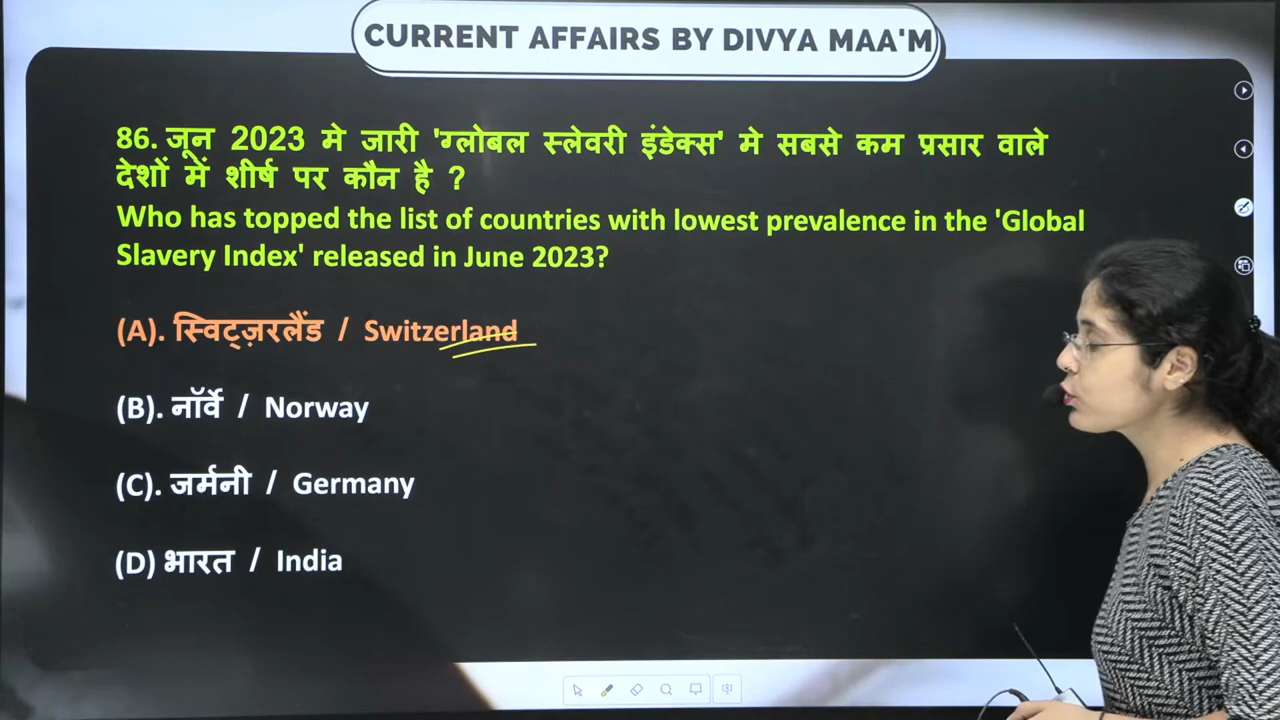 CURRENT AFFAIRS BY DIVYA MAA'M
86. जून 2023 मे जारी 'ग्लोबल स्लेवरी इंडेक्स' मे सबसे कम प्रसार वाले
देशों में शीर्ष पर कौन है ?
Who has topped the list of countries with lowest prevalence in the 'Global
Slavery Index' released in June 2023?
(A). स्विट्ज़रलैंड / Switzerland
(B). नॉर्वे / Norway
(C). जर्मनी / Germany
(D) भारत / India